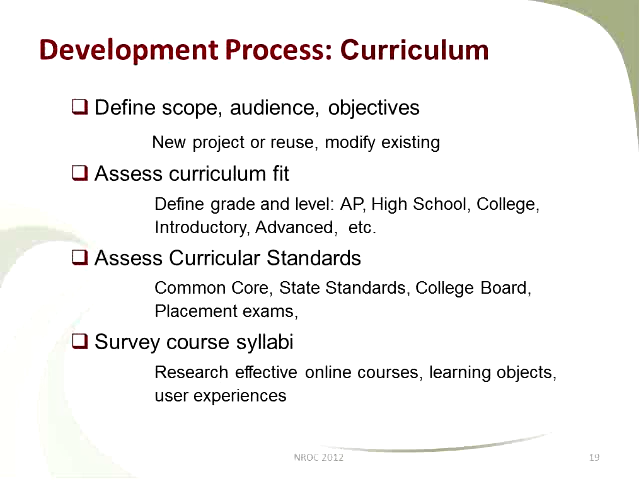 Development Process: Curriculum
Define scope, audience, objectives
New project or reuse, modify existing
Assess curriculum fit
Define grade and level: AP, High School, College,
Introductory, Advanced, etc.
Assess Curricular Standards
Common Core, State Standards, College Board,
Placement exams,
Survey course syllabi
Research effective online courses, learning objects,
user experiences
NROC 2012
19